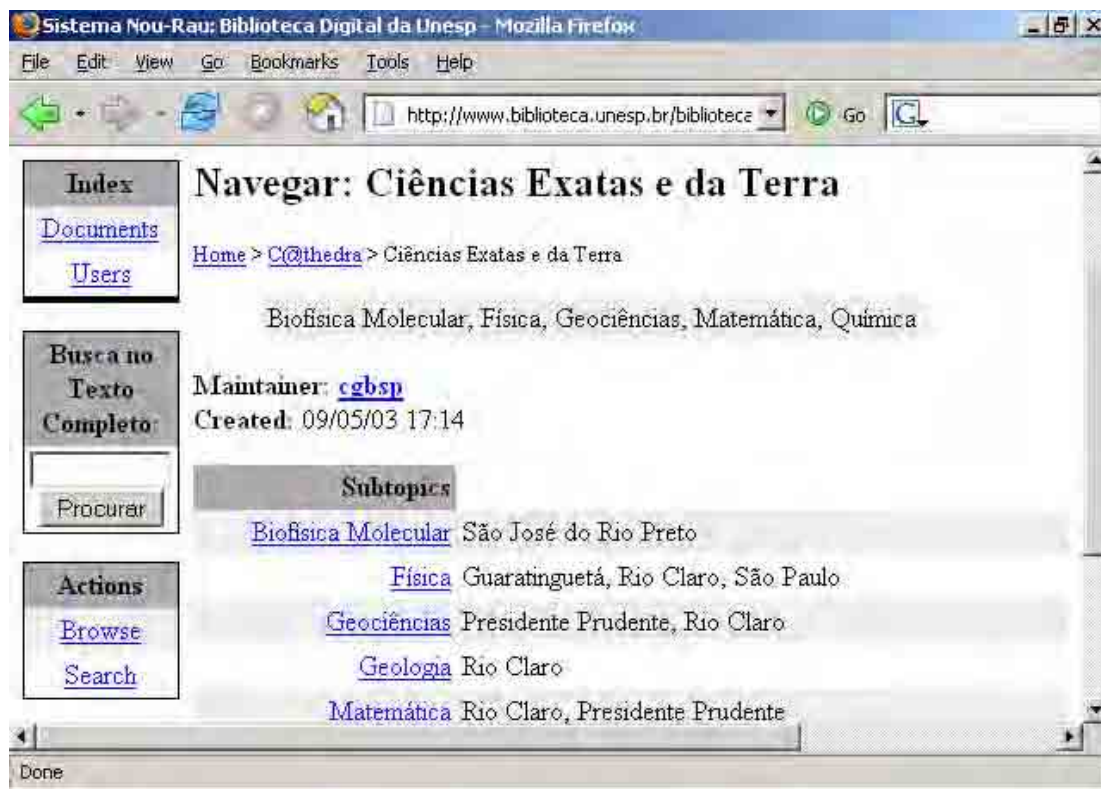 Sistema Nou-Rau: Biblioteca Digital da Unesp - Mozilla Firefox
File Edit View Go Bookmarks Tools Help
http://www.biblioteca.unesp.br/biblioteca Go G
Index
Documents
Users
Busca no
Texto
Completo:
Procurar
Actions
Browse
Search
Navegar: Ciências Exatas e da Terra
Home > C@thedra > Ciências Exatas e da Terra
Biofísica Molecular, Física, Geociências, Matemática, Química
Maintainer: cgbsp
Created: 09/05/03 17:14
Subtopics
Biofísica Molecular São José do Rio Preto
Física Guaratinguetá, Rio Claro, São Paulo
Geociências Presidente Prudente, Rio Claro
Geologia Rio Claro
Matemática Rio Claro, Presidente Prudente
Done